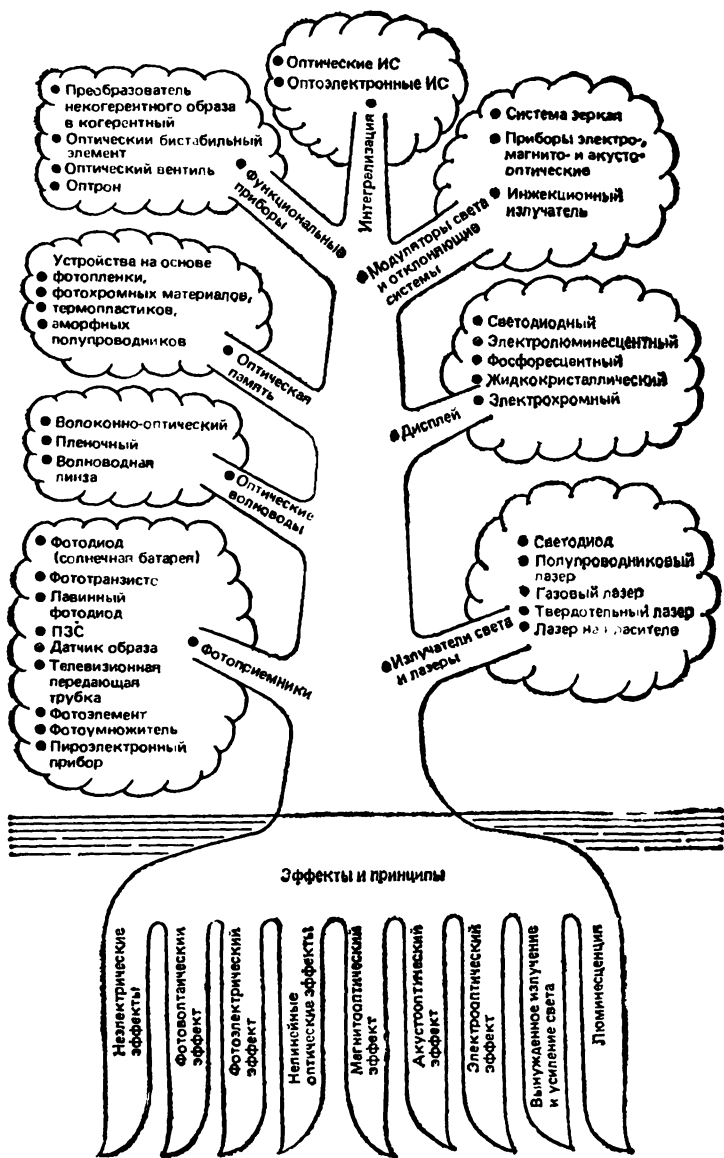 Оптические ИС
Оптоэлектронные ИС
Интегрализация
Преобразователь
некогерентного образа
в когерентный
Оптический бистабильный
элемент
Оптический вентиль
Оптрон
Функциональные
приборы
Система зеркал
Приборы электро-,
магнито- и акусто-
оптические
Инжекционный
излучатель
Модуляторы света
и отклоняющие
системы
Устройства на основе
фотопленки,
фотохромных материалов,
термопластиков,
аморфных
полупроводников
Оптическая
память
Светодиодный
Электролюминесцентный
Фосфоресцентный
Жидкокристаллический
Электрохромный
Дисплей
Волоконно-оптический
Пленочный
Волноводная
линза
Оптические
волноводы
Фотодиод
(солнечная батарея)
Фототранзисто
Лавинный
фотодиод
ПЗС
Датчик образа
Телевизионная
передающая
трубка
Фотоэлемент
Фотоумножитель
Пироэлектронный
прибор
Фотоприемники
Светодиод
Полупроводниковый
лазер
Газовый лазер
Твердотельный лазер
Лазер на красителе
Излучатели света
и лазеры
Эффекты и принципы
Неэлектрические
эффекты
Фотовольтаический
эффект
Фотоэлектрический
эффект
Нелинейные
оптические эффекты
Магнитооптический
эффект
Акустооптический
эффект
Электрооптический
эффект
Вынужденное излучение
и усиление света
Люминесценция